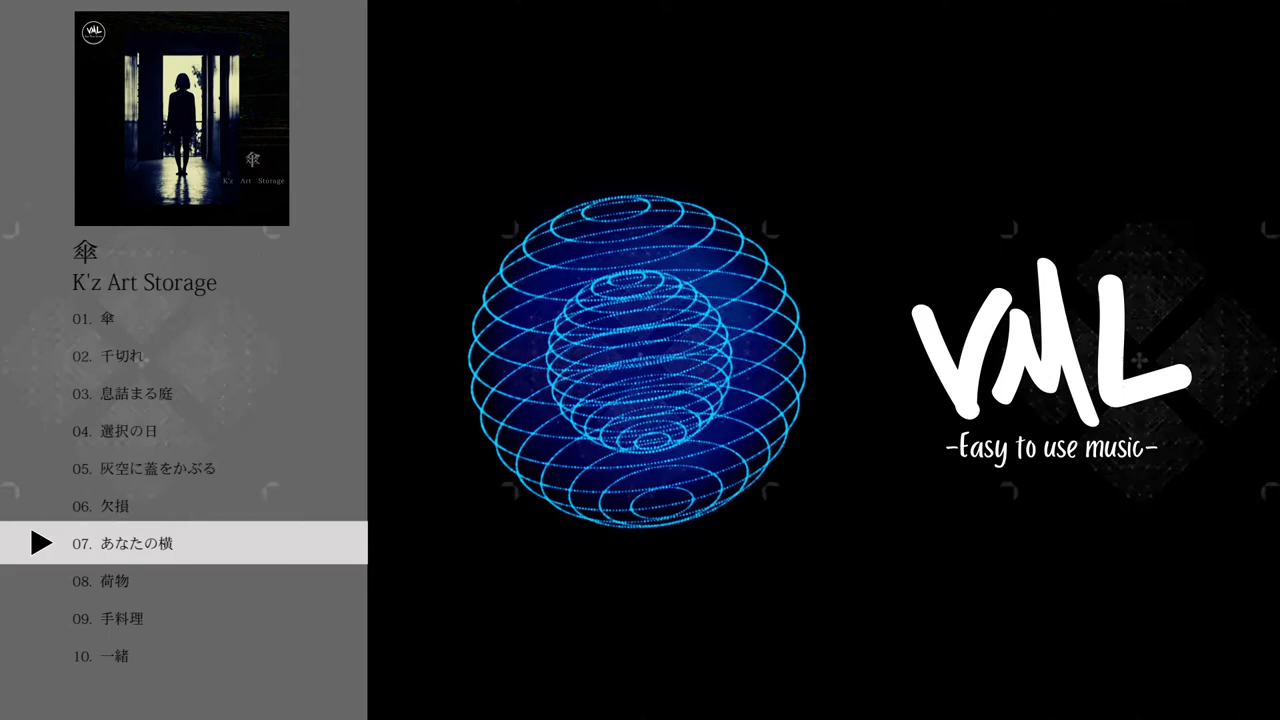 VML
傘
K'z Art Storage
傘
K'z Art Storage
01. 傘
02. 千切れ
03. 息詰まる庭
04. 選択の日
05. 灰空に蓋をかぶる
06. 欠損
07. あなたの横
08. 荷物
09. 手料理
10. 一緒
VML
-Easy to use music-